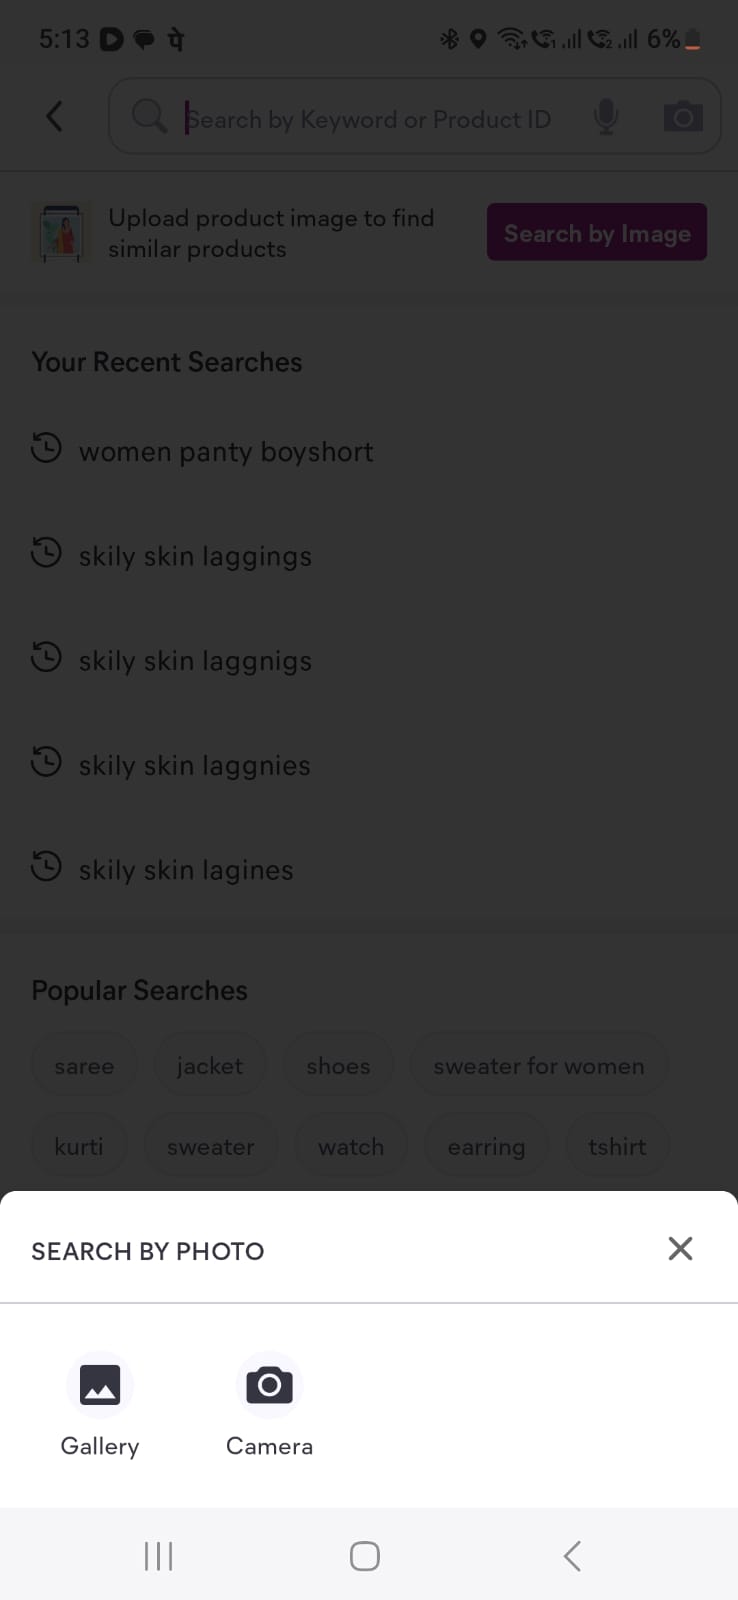 5:13 पे 1 2 6%
Search by Keyword or Product ID
Upload product image to find
similar products
Search by Image
Your Recent Searches
women panty boyshort
skily skin laggings
skily skin laggnigs
skily skin laggnies
skily skin lagines
Popular Searches
saree jacket shoes sweater for women
kurti sweater watch earring tshirt
SEARCH BY PHOTO
Gallery Camera